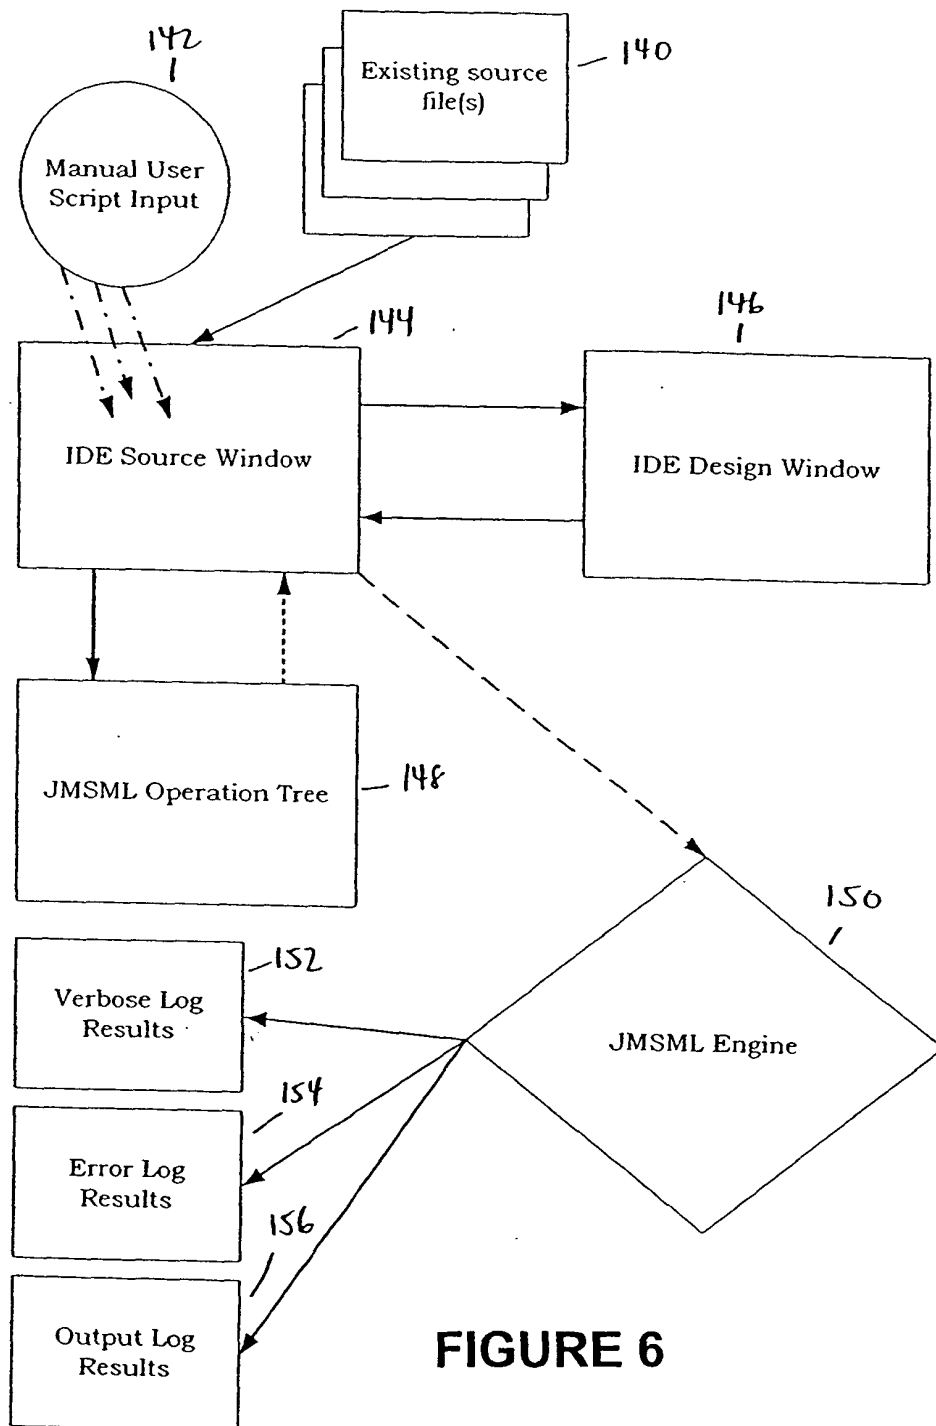 142
140
Existing source
file(s)
Manual User
Script Input
144
146
IDE Source Window
IDE Design Window
JMSML Operation Tree
148
150
152
Verbose Log
Results
JMSML Engine
154
Error Log
Results
156
Output Log
Results
FIGURE 6